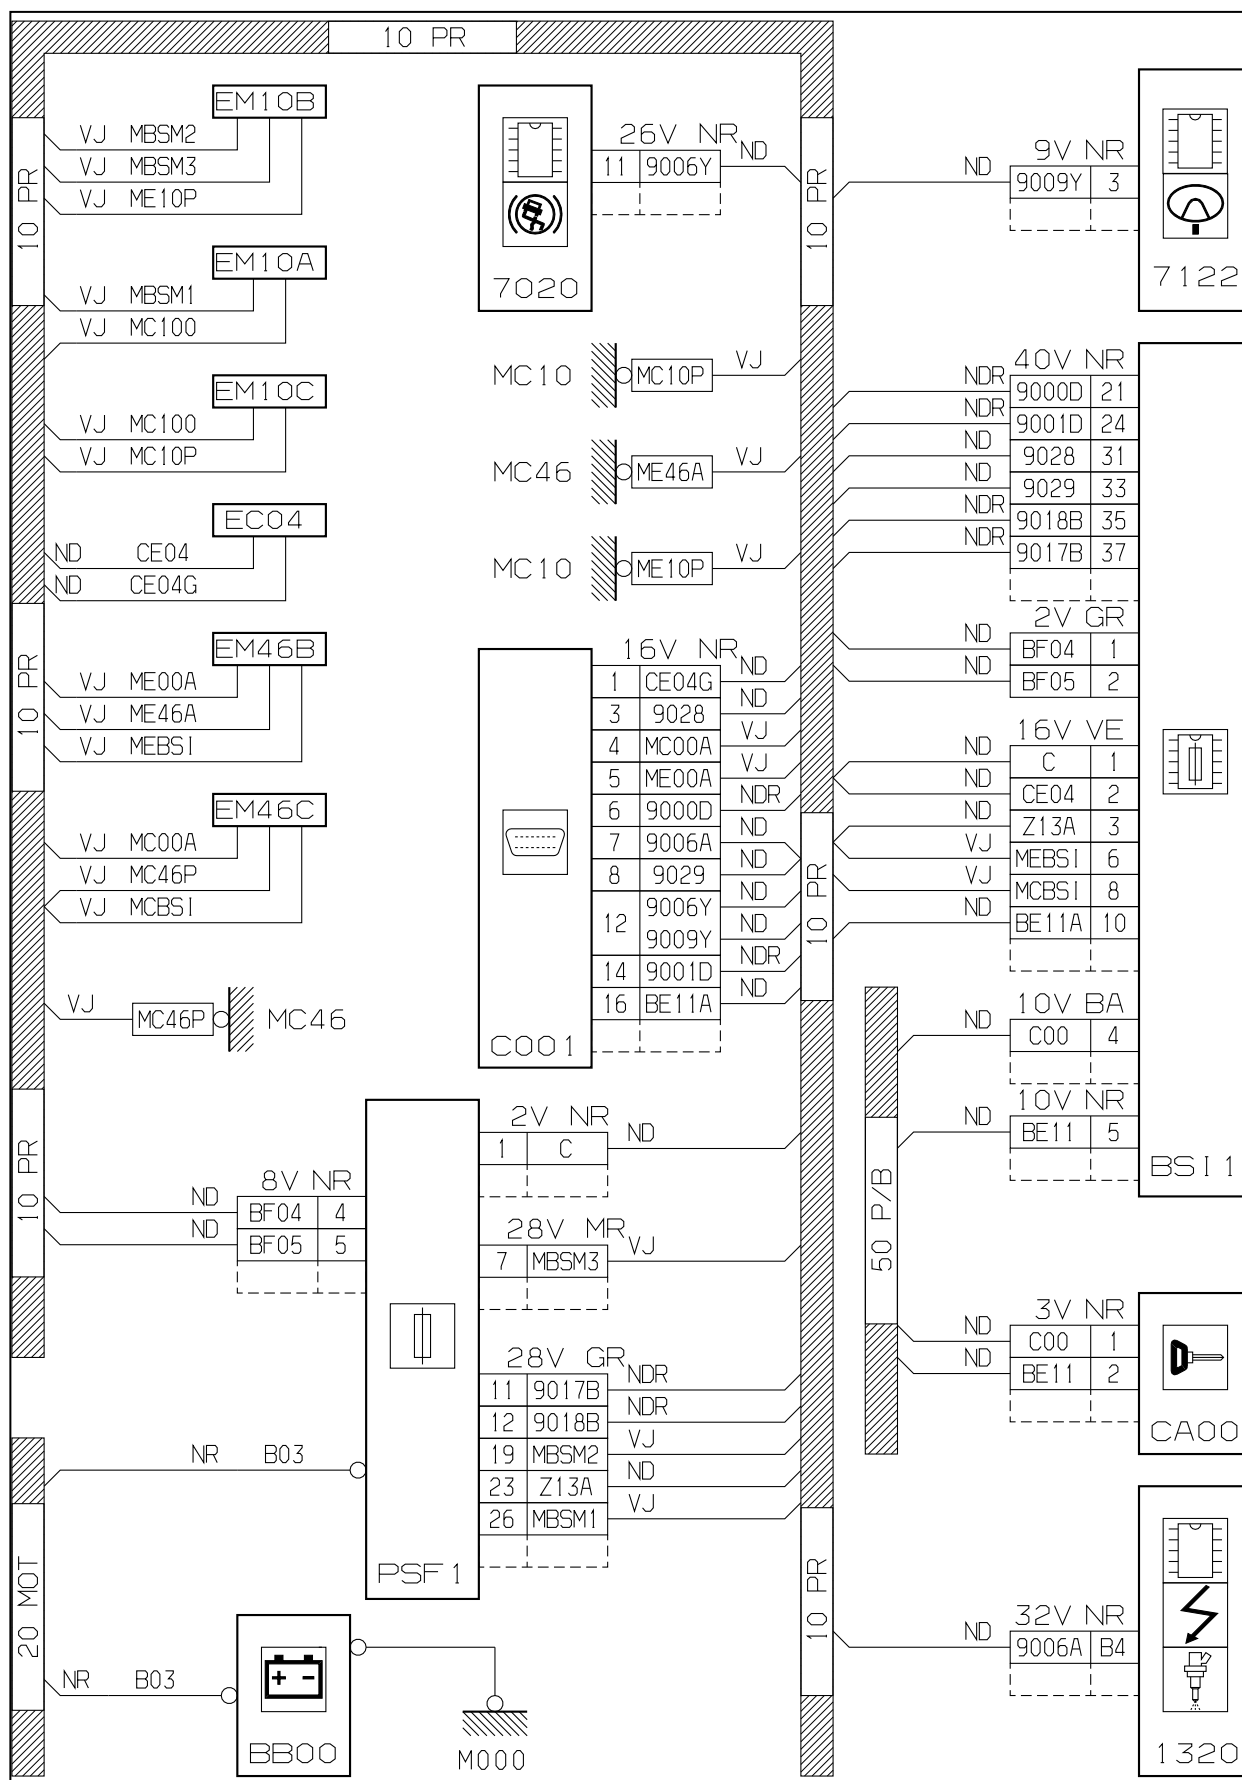 10 PR
EM10B
VJ MBSM2
VJ MBSM3
VJ ME10P
10 PR
EM10A
VJ MBSM1
VJ MC100
EM10C
VJ MC100
VJ MC10P
EC04
ND CE04
ND CE04G
EM46B
VJ ME00A
VJ ME46A
VJ MEBSI
10 PR
EM46C
VJ MC00A
VJ MC46P
VJ MCBSI
VJ MC46P MC46
10 PR
8V NR
ND BF04 4
ND BF05 5
NR B03
20 MOT
NR B03
+ -
BB00
M000
26V NR
11 9006Y ND
7020
10 PR
MC10 MC10P VJ
MC46 ME46A VJ
MC10 ME10P VJ
16V NR
1 CE04G ND
3 9028 ND
4 MC00A VJ
5 ME00A VJ
6 9000D NDR
7 9006A ND
8 9029 ND
12 9006Y ND
9009Y ND
14 9001D NDR
16 BE11A ND
C001
10 PR
2V NR
1 C ND
28V MR
7 MBSM3 VJ
28V GR
11 9017B NDR
12 9018B NDR
19 MBSM2 VJ
23 Z13A ND
26 MBSM1 VJ
PSF1
10 PR
9V NR
ND 9009Y 3
7122
40V NR
NDR 9000D 21
NDR 9001D 24
ND 9028 31
ND 9029 33
NDR 9018B 35
NDR 9017B 37
2V GR
ND BF04 1
ND BF05 2
16V VE
ND C 1
ND CE04 2
ND Z13A 3
VJ MEBSI 6
VJ MCBSI 8
ND BE11A 10
10V BA
ND C00 4
10V NR
ND BE11 5
BSI1
50 P/B
3V NR
ND C00 1
ND BE11 2
CA00
32V NR
ND 9006A B4
1320